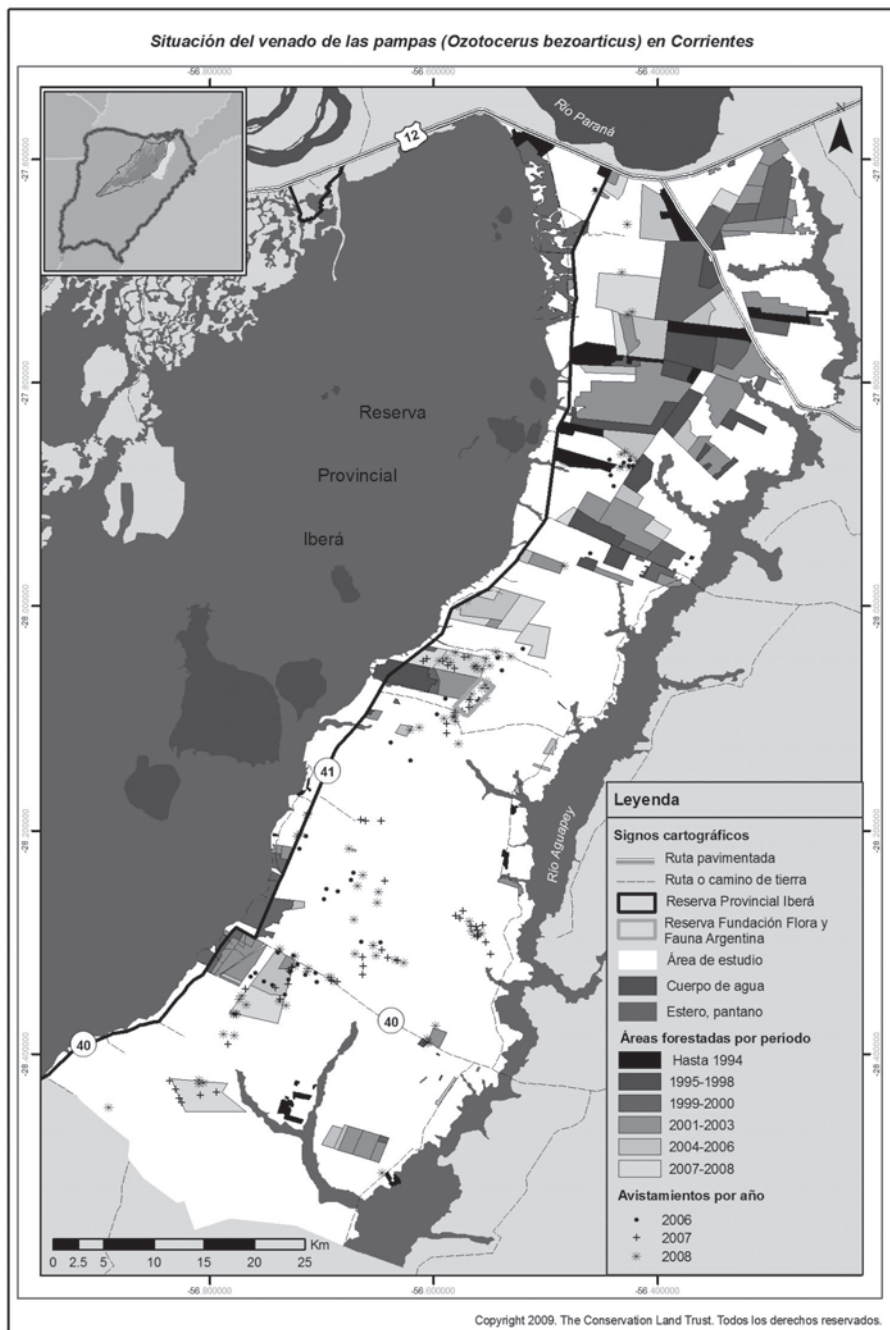 Situación del venado de las pampas (Ozotocerus bezoarticus) en Corrientes
-56.800000 -56.600000 -56.400000
Río Paraná
N
12
-27.600000
-27.800000
Reserva
Provincial
Iberá
-28.000000
41
Río Aguapey
-28.200000
40
40
-28.400000
Leyenda
Signos cartográficos
Ruta pavimentada
Ruta o camino de tierra
Reserva Provincial Iberá
Reserva Fundación Flora y
Fauna Argentina
Área de estudio
Cuerpo de agua
Estero, pantano
Áreas forestadas por periodo
Hasta 1994
1995-1998
1999-2000
2001-2003
2004-2006
2007-2008
Avistamientos por año
2006
2007
2008
Km
0 2.5 5 10 15 20 25
-56.800000 -56.600000 -56.400000
Copyright 2009. The Conservation Land Trust. Todos los derechos reservados.